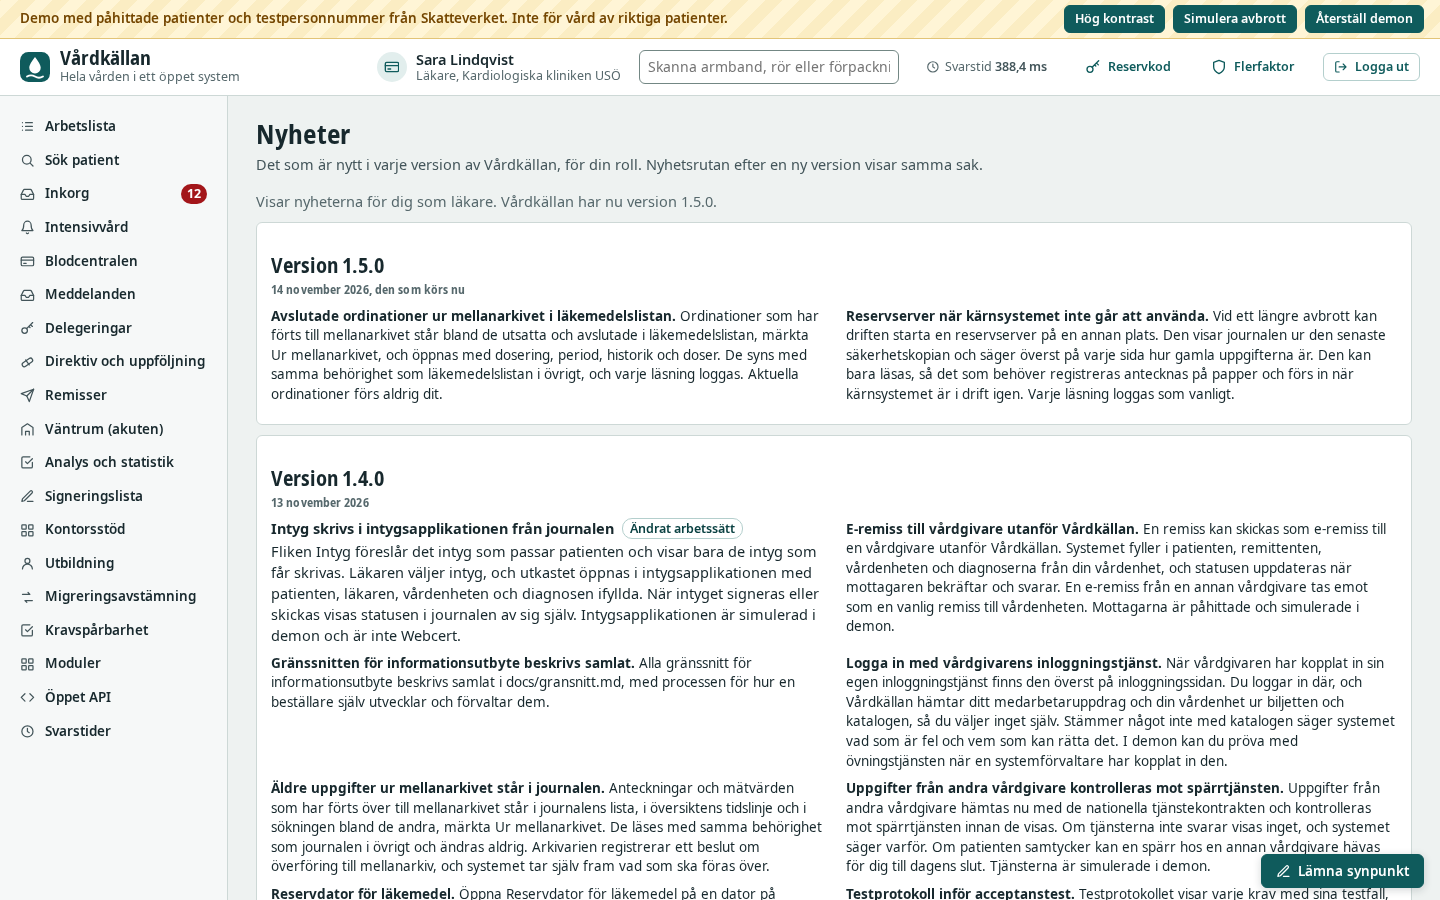 Demo med påhittade patienter och testpersonnummer från Skatteverket. Inte för vård av riktiga patienter.
Hög kontrast
Simulera avbrott
Återställ demon
Vårdkällan
Hela vården i ett öppet system
Sara Lindqvist
Läkare, Kardiologiska kliniken USÖ
Skanna armband, rör eller förpackni
Svarstid 388,4 ms
Reservkod
Flerfaktor
Logga ut
Arbetslista
Sök patient
Inkorg
12
Intensivvård
Blodcentralen
Meddelanden
Delegeringar
Direktiv och uppföljning
Remisser
Väntrum (akuten)
Analys och statistik
Signeringslista
Kontorsstöd
Utbildning
Migreringsavstämning
Kravspårbarhet
Moduler
Öppet API
Svarstider
Nyheter
Det som är nytt i varje version av Vårdkällan, för din roll. Nyhetsrutan efter en ny version visar samma sak.
Visar nyheterna för dig som läkare. Vårdkällan har nu version 1.5.0.
Version 1.5.0
14 november 2026, den som körs nu
Avslutade ordinationer ur mellanarkivet i läkemedelslistan. Ordinationer som har
förts till mellanarkivet står bland de utsatta och avslutade i läkemedelslistan, märkta
Ur mellanarkivet, och öppnas med dosering, period, historik och doser. De syns med
samma behörighet som läkemedelslistan i övrigt, och varje läsning loggas. Aktuella
ordinationer förs aldrig dit.
Reservserver när kärnsystemet inte går att använda. Vid ett längre avbrott kan
driften starta en reservserver på en annan plats. Den visar journalen ur den senaste
säkerhetskopian och säger överst på varje sida hur gamla uppgifterna är. Den kan
bara läsas, så det som behöver registreras antecknas på papper och förs in när
kärnsystemet är i drift igen. Varje läsning loggas som vanligt.
Version 1.4.0
13 november 2026
Intyg skrivs i intygsapplikationen från journalen Ändrat arbetssätt
Fliken Intyg föreslår det intyg som passar patienten och visar bara de intyg som
får skrivas. Läkaren väljer intyg, och utkastet öppnas i intygsapplikationen med
patienten, läkaren, vårdenheten och diagnosen ifyllda. När intyget signeras eller
skickas visas statusen i journalen av sig själv. Intygsapplikationen är simulerad i
demon och är inte Webcert.
E-remiss till vårdgivare utanför Vårdkällan. En remiss kan skickas som e-remiss till
en vårdgivare utanför Vårdkällan. Systemet fyller i patienten, remittenten,
vårdenheten och diagnoserna från din vårdenhet, och statusen uppdateras när
mottagaren bekräftar och svarar. En e-remiss från en annan vårdgivare tas emot
som en vanlig remiss till vårdenheten. Mottagarna är påhittade och simulerade i
demon.
Gränssnitten för informationsutbyte beskrivs samlat. Alla gränssnitt för
informationsutbyte beskrivs samlat i docs/gransnitt.md, med processen för hur en
beställare själv utvecklar och förvaltar dem.
Logga in med vårdgivarens inloggningstjänst. När vårdgivaren har kopplat in sin
egen inloggningstjänst finns den överst på inloggningssidan. Du loggar in där, och
Vårdkällan hämtar ditt medarbetaruppdrag och din vårdenhet ur biljetten och
katalogen, så du väljer inget själv. Stämmer något inte med katalogen säger systemet
vad som är fel och vem som kan rätta det. I demon kan du pröva med
övningstjänsten när en systemförvaltare har kopplat in den.
Äldre uppgifter ur mellanarkivet står i journalen. Anteckningar och mätvärden
som har förts över till mellanarkivet står i journalens lista, i översiktens tidslinje och i
sökningen bland de andra, märkta Ur mellanarkivet. De läses med samma behörighet
som journalen i övrigt och ändras aldrig. Arkivarien registrerar ett beslut om
överföring till mellanarkiv, och systemet tar själv fram vad som ska föras över.
Uppgifter från andra vårdgivare kontrolleras mot spärrtjänsten. Uppgifter från
andra vårdgivare hämtas nu med de nationella tjänstekontrakten och kontrolleras
mot spärrtjänsten innan de visas. Om tjänsterna inte svarar visas inget, och systemet
säger varför. Om patienten samtycker kan en spärr hos en annan vårdgivare hävas
för dig till dagens slut. Tjänsterna är simulerade i demon.
Reservdator för läkemedel. Öppna Reservdator för läkemedel på en dator på
Testprotokoll inför acceptanstest. Testprotokollet visar varje krav med sina testfall,
Lämna synpunkt